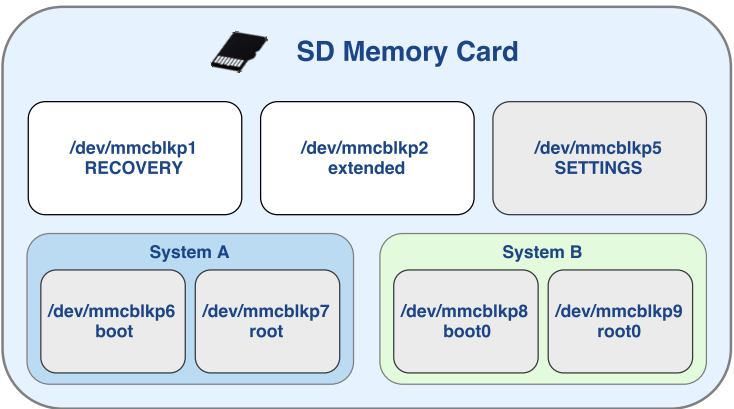 SD Memory Card
/dev/mmcblkp1
RECOVERY
/dev/mmcblkp2
extended
/dev/mmcblkp5
SETTINGS
System A
/dev/mmcblkp6
boot
/dev/mmcblkp7
root
System B
/dev/mmcblkp8
boot0
/dev/mmcblkp9
root0